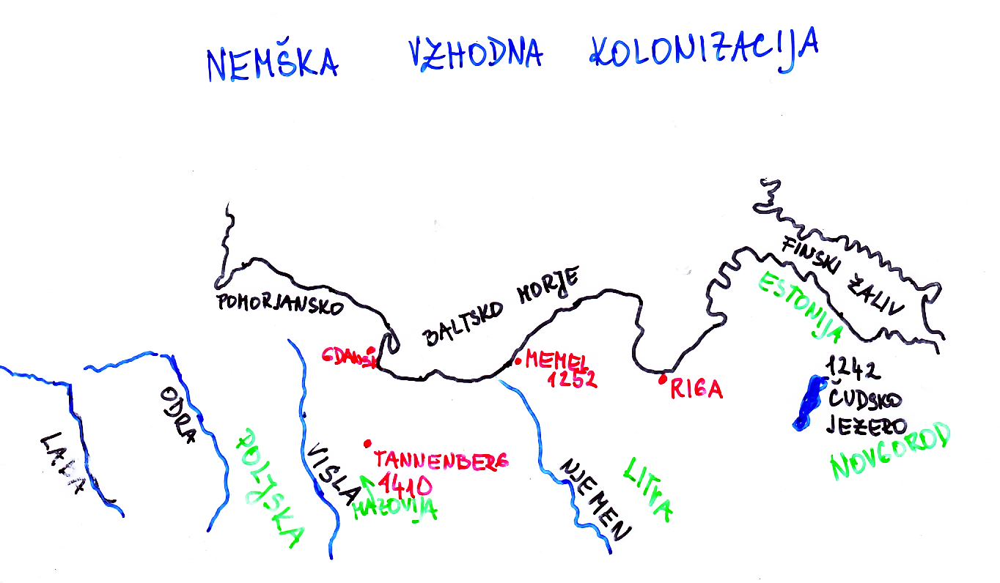 NEMŠKA VZHODNA KOLONIZACIJA
FINSKI ŽALIV
POMORJANSKO
BALTSKO MORJE
ESTONIJA
GDANSK
MEMEL
1252
RIGA
1242
ČUDSKO
JEZERO
NOVGOROD
ODRA
LABA
POLJSKA
VISLA
TANNENBERG
1410
MAZOVIJA
NJEMEN
LITVA